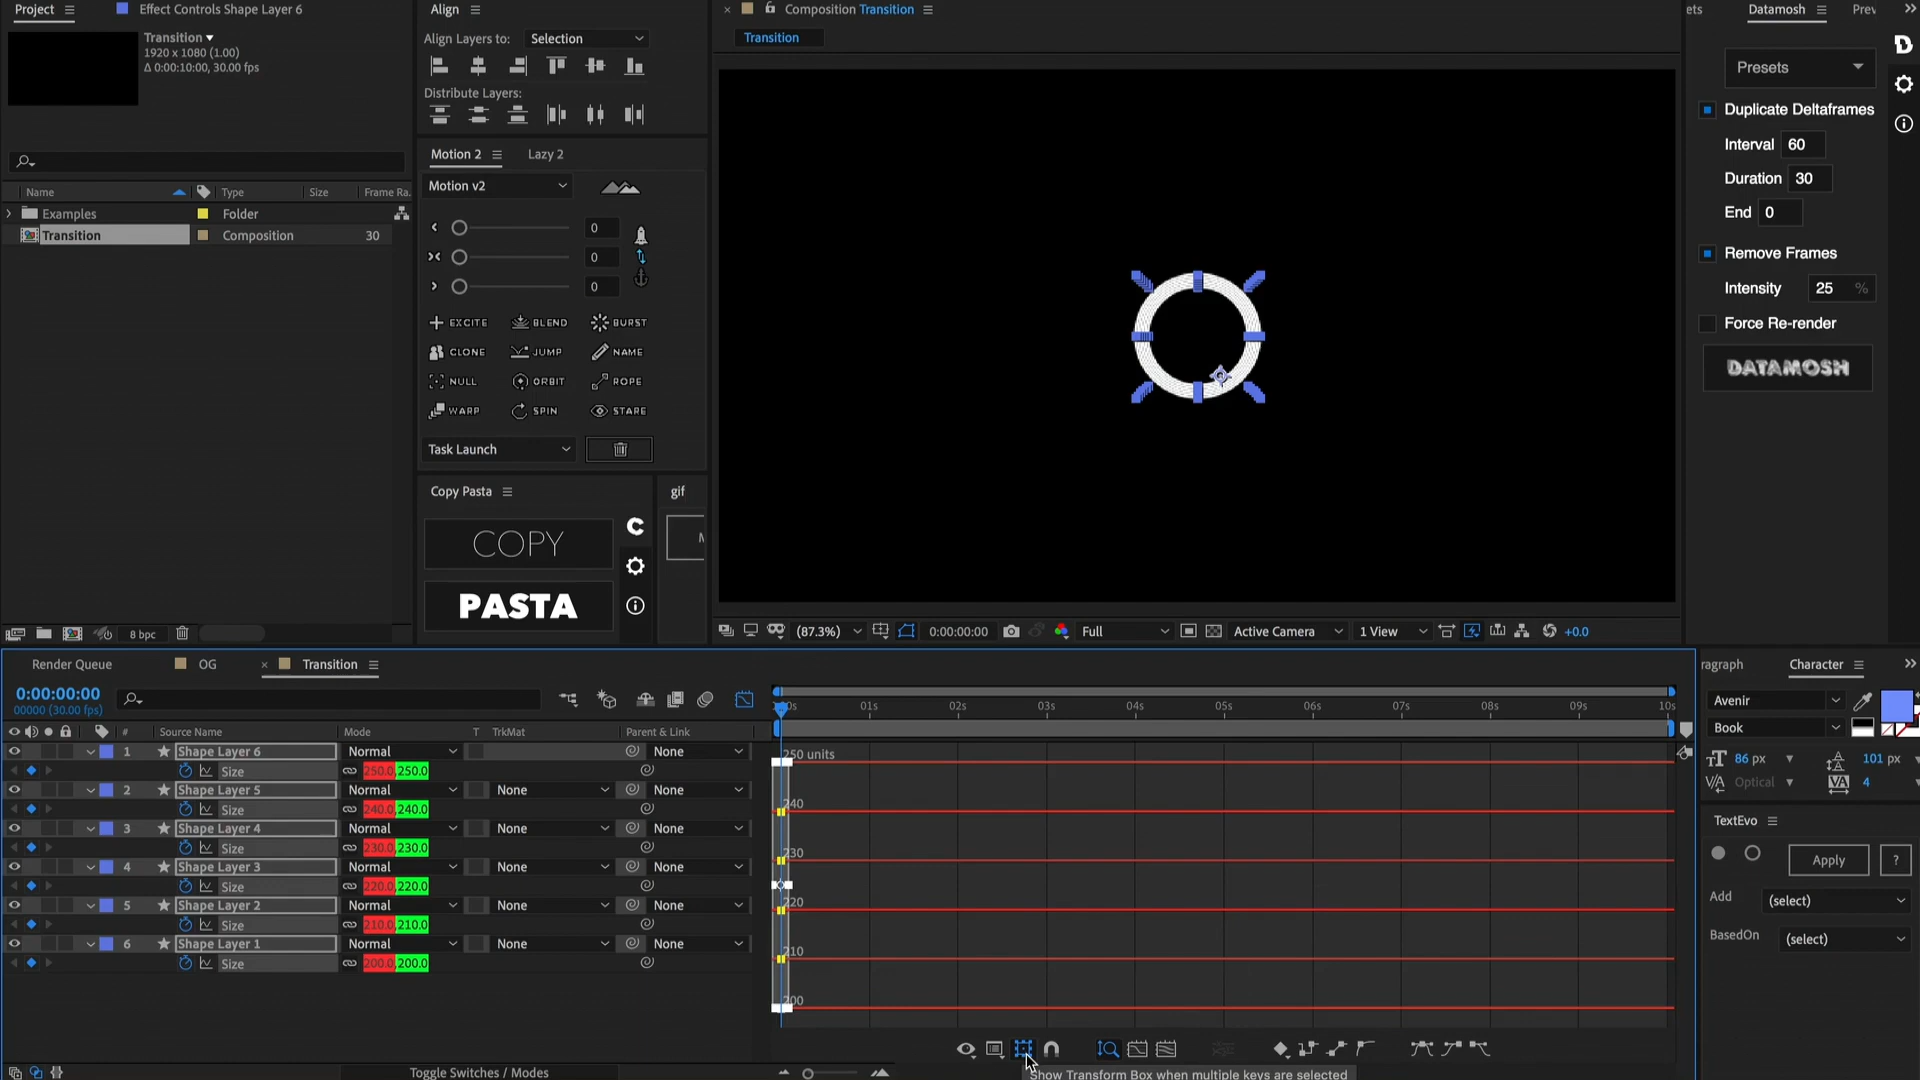 Project
Effect Controls Shape Layer 6
Transition
1920 x 1080 (1.00)
Δ 0:00:10:00, 30.00 fps
Name Type Size Frame Ra.
Examples Folder
Transition Composition 30
8 bpc
Align
Align Layers to: Selection
Distribute Layers:
Motion 2 Lazy 2
Motion v2
0
0
0
EXCITE BLEND BURST
CLONE JUMP NAME
NULL ORBIT ROPE
WARP SPIN STARE
Task Launch
Copy Pasta
gif
COPY
PASTA
Composition Transition
Transition
(87.3%) 0:00:00:00 Full Active Camera 1 View +0.0
ets Datamosh Prev
Presets
Duplicate Deltaframes
Interval 60
Duration 30
End 0
Remove Frames
Intensity 25 %
Force Re-render
DATAMOSH
Render Queue OG Transition
0:00:00:00
00000 (30.00 fps)
# Source Name Mode T TrkMat Parent & Link
1 Shape Layer 6 Normal None
Size 250.0,250.0
2 Shape Layer 5 Normal None None
Size 240.0,240.0
3 Shape Layer 4 Normal None None
Size 230.0,230.0
4 Shape Layer 3 Normal None None
Size 220.0,220.0
5 Shape Layer 2 Normal None None
Size 210.0,210.0
6 Shape Layer 1 Normal None None
Size 200.0,200.0
Toggle Switches / Modes
01s 02s 03s 04s 05s 06s 07s 08s 09s 10s
250 units
240
230
220
210
200
Show Transform Box when multiple keys are selected
ragraph Character
Avenir
Book
86 px 101 px
Optical 4
TextEvo
Apply ?
Add (select)
BasedOn (select)